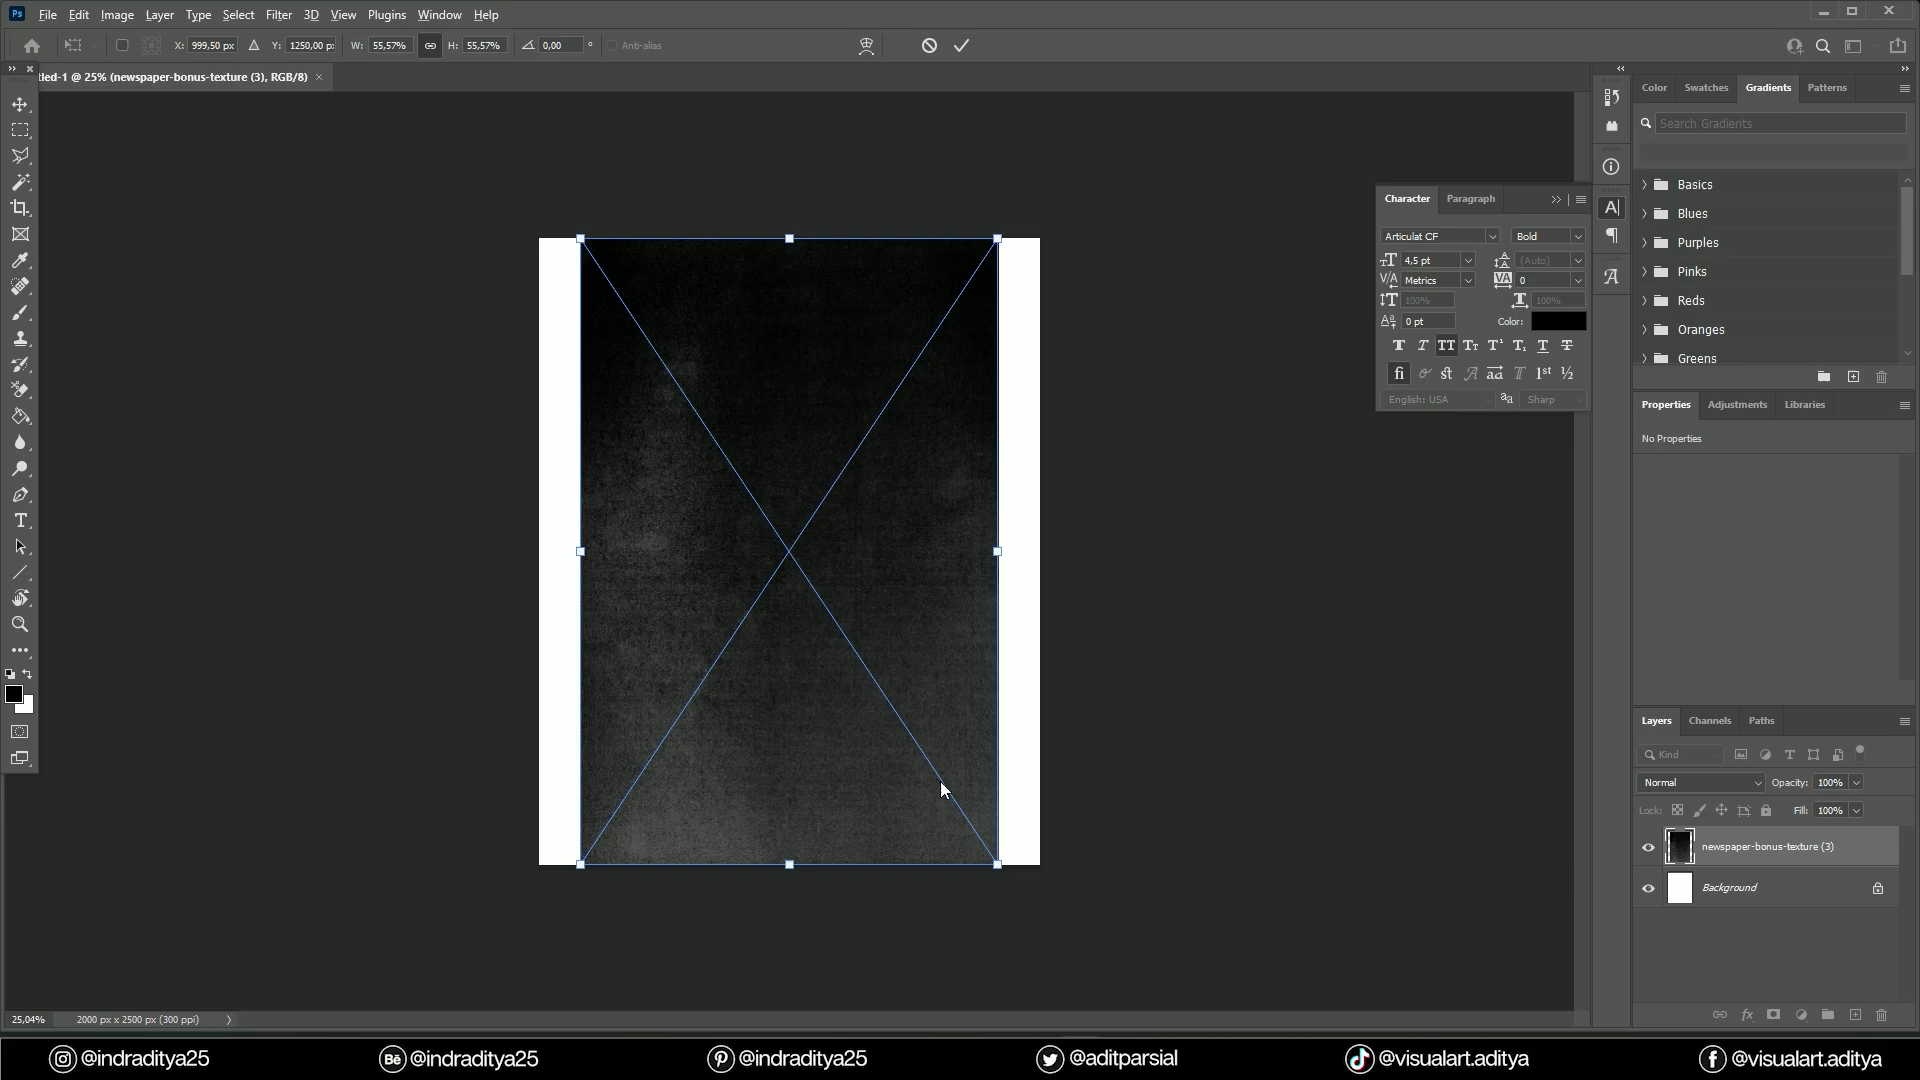 Ps File Edit Image Layer Type Select Filter 3D View Plugins Window Help
X: 999,50 px Y: 1250,00 p W: 55,57% H: 55,57% 0,00 ° Anti-alias
tled-1 @ 25% (newspaper-bonus-texture (3), RGB/8) ×
Color Swatches Gradients Patterns
Search Gradients
Basics
Blues
Purples
Pinks
Reds
Oranges
Greens
Character Paragraph
Articulat CF Bold
4,5 pt (Auto)
Metrics 0
100% 100%
0 pt Color:
English: USA Sharp
Properties Adjustments Libraries
No Properties
Layers Channels Paths
Kind
Normal Opacity: 100%
Lock: Fill: 100%
newspaper-bonus-texture (3)
Background
25,04% 2000 px x 2500 px (300 ppi)
@indraditya25 Bē @indraditya25 @indraditya25 @aditparsial @visualart.aditya @visualart.aditya